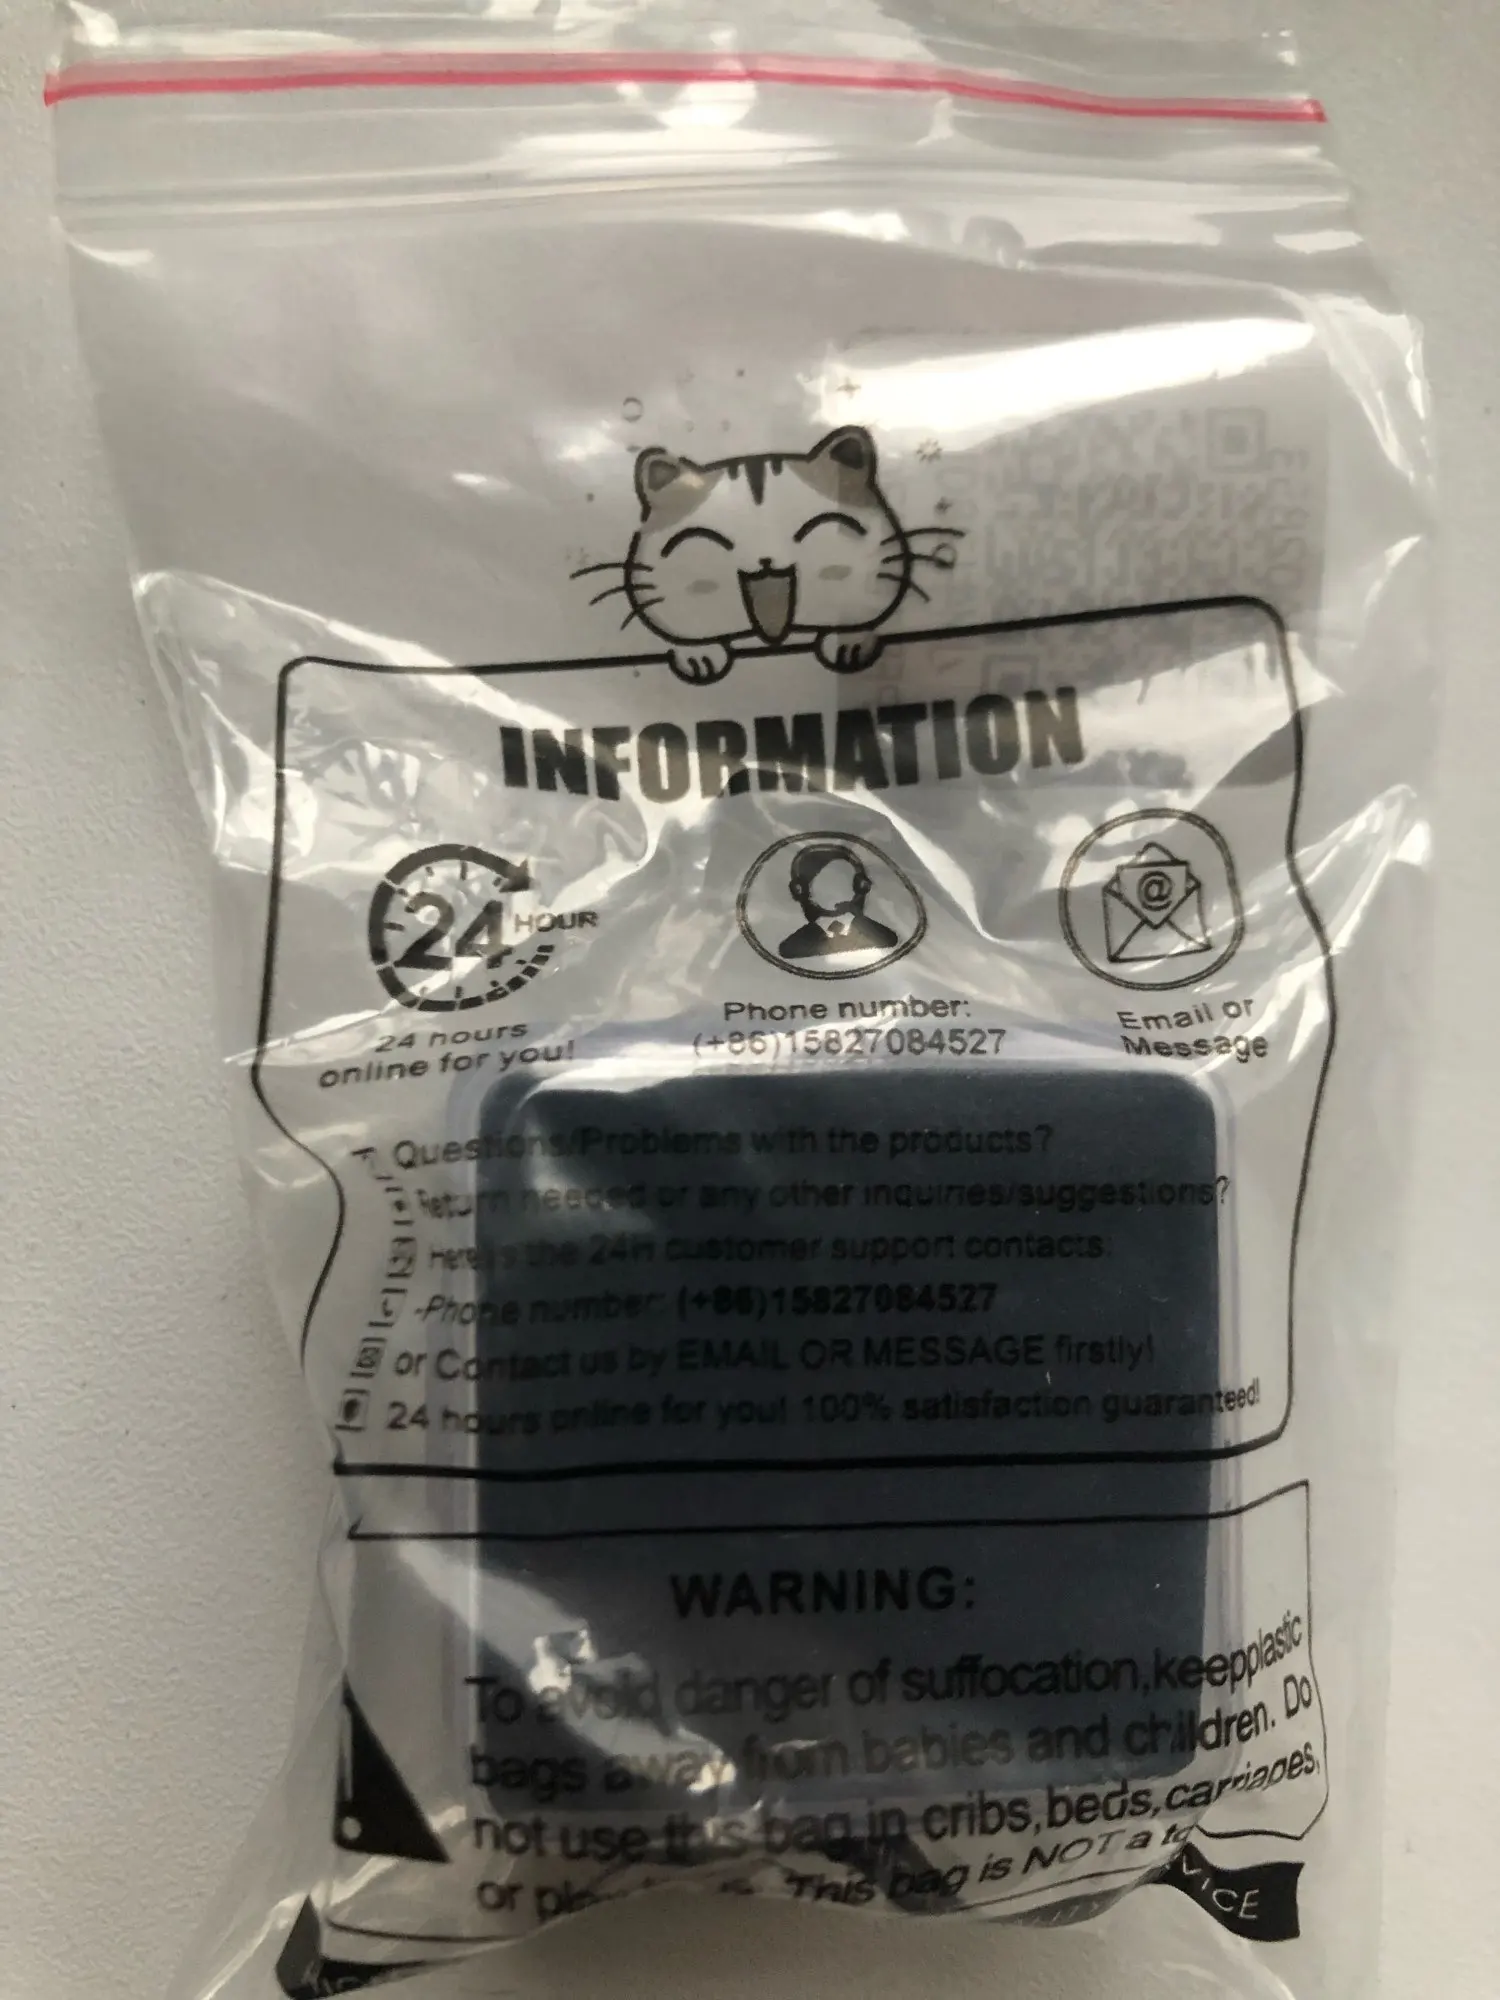 INFORMATION
24 HOUR
24 hours
online for you!
Phone number:
(+86)15827084527
@
Email or
Message
Questions/Problems with the products?
Return needed or any other inquiries/suggestions?
Here is the 24h customer support contacts:
-Phone number: (+86)15827084527
or Contact us by EMAIL OR MESSAGE firstly!
24 hours online for you! 100% satisfaction guaranteed!
WARNING:
To avoid danger of suffocation,keepplastic
bags away from babies and children. Do
not use this bag in cribs,beds,carriages,
or This bag is NOT a